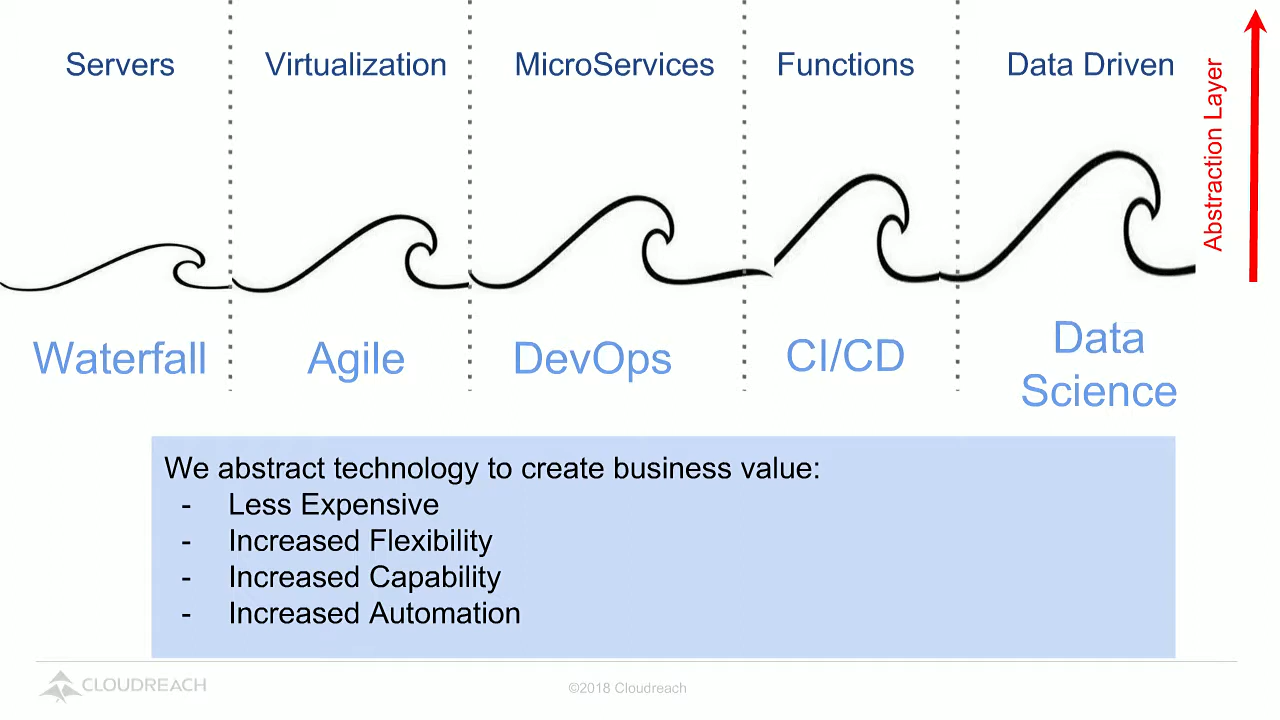 Servers
Virtualization
MicroServices
Functions
Data Driven
Abstraction Layer
Waterfall
Agile
DevOps
CI/CD
Data
Science
We abstract technology to create business value:
- Less Expensive
- Increased Flexibility
- Increased Capability
- Increased Automation
CLOUDREACH
©2018 Cloudreach